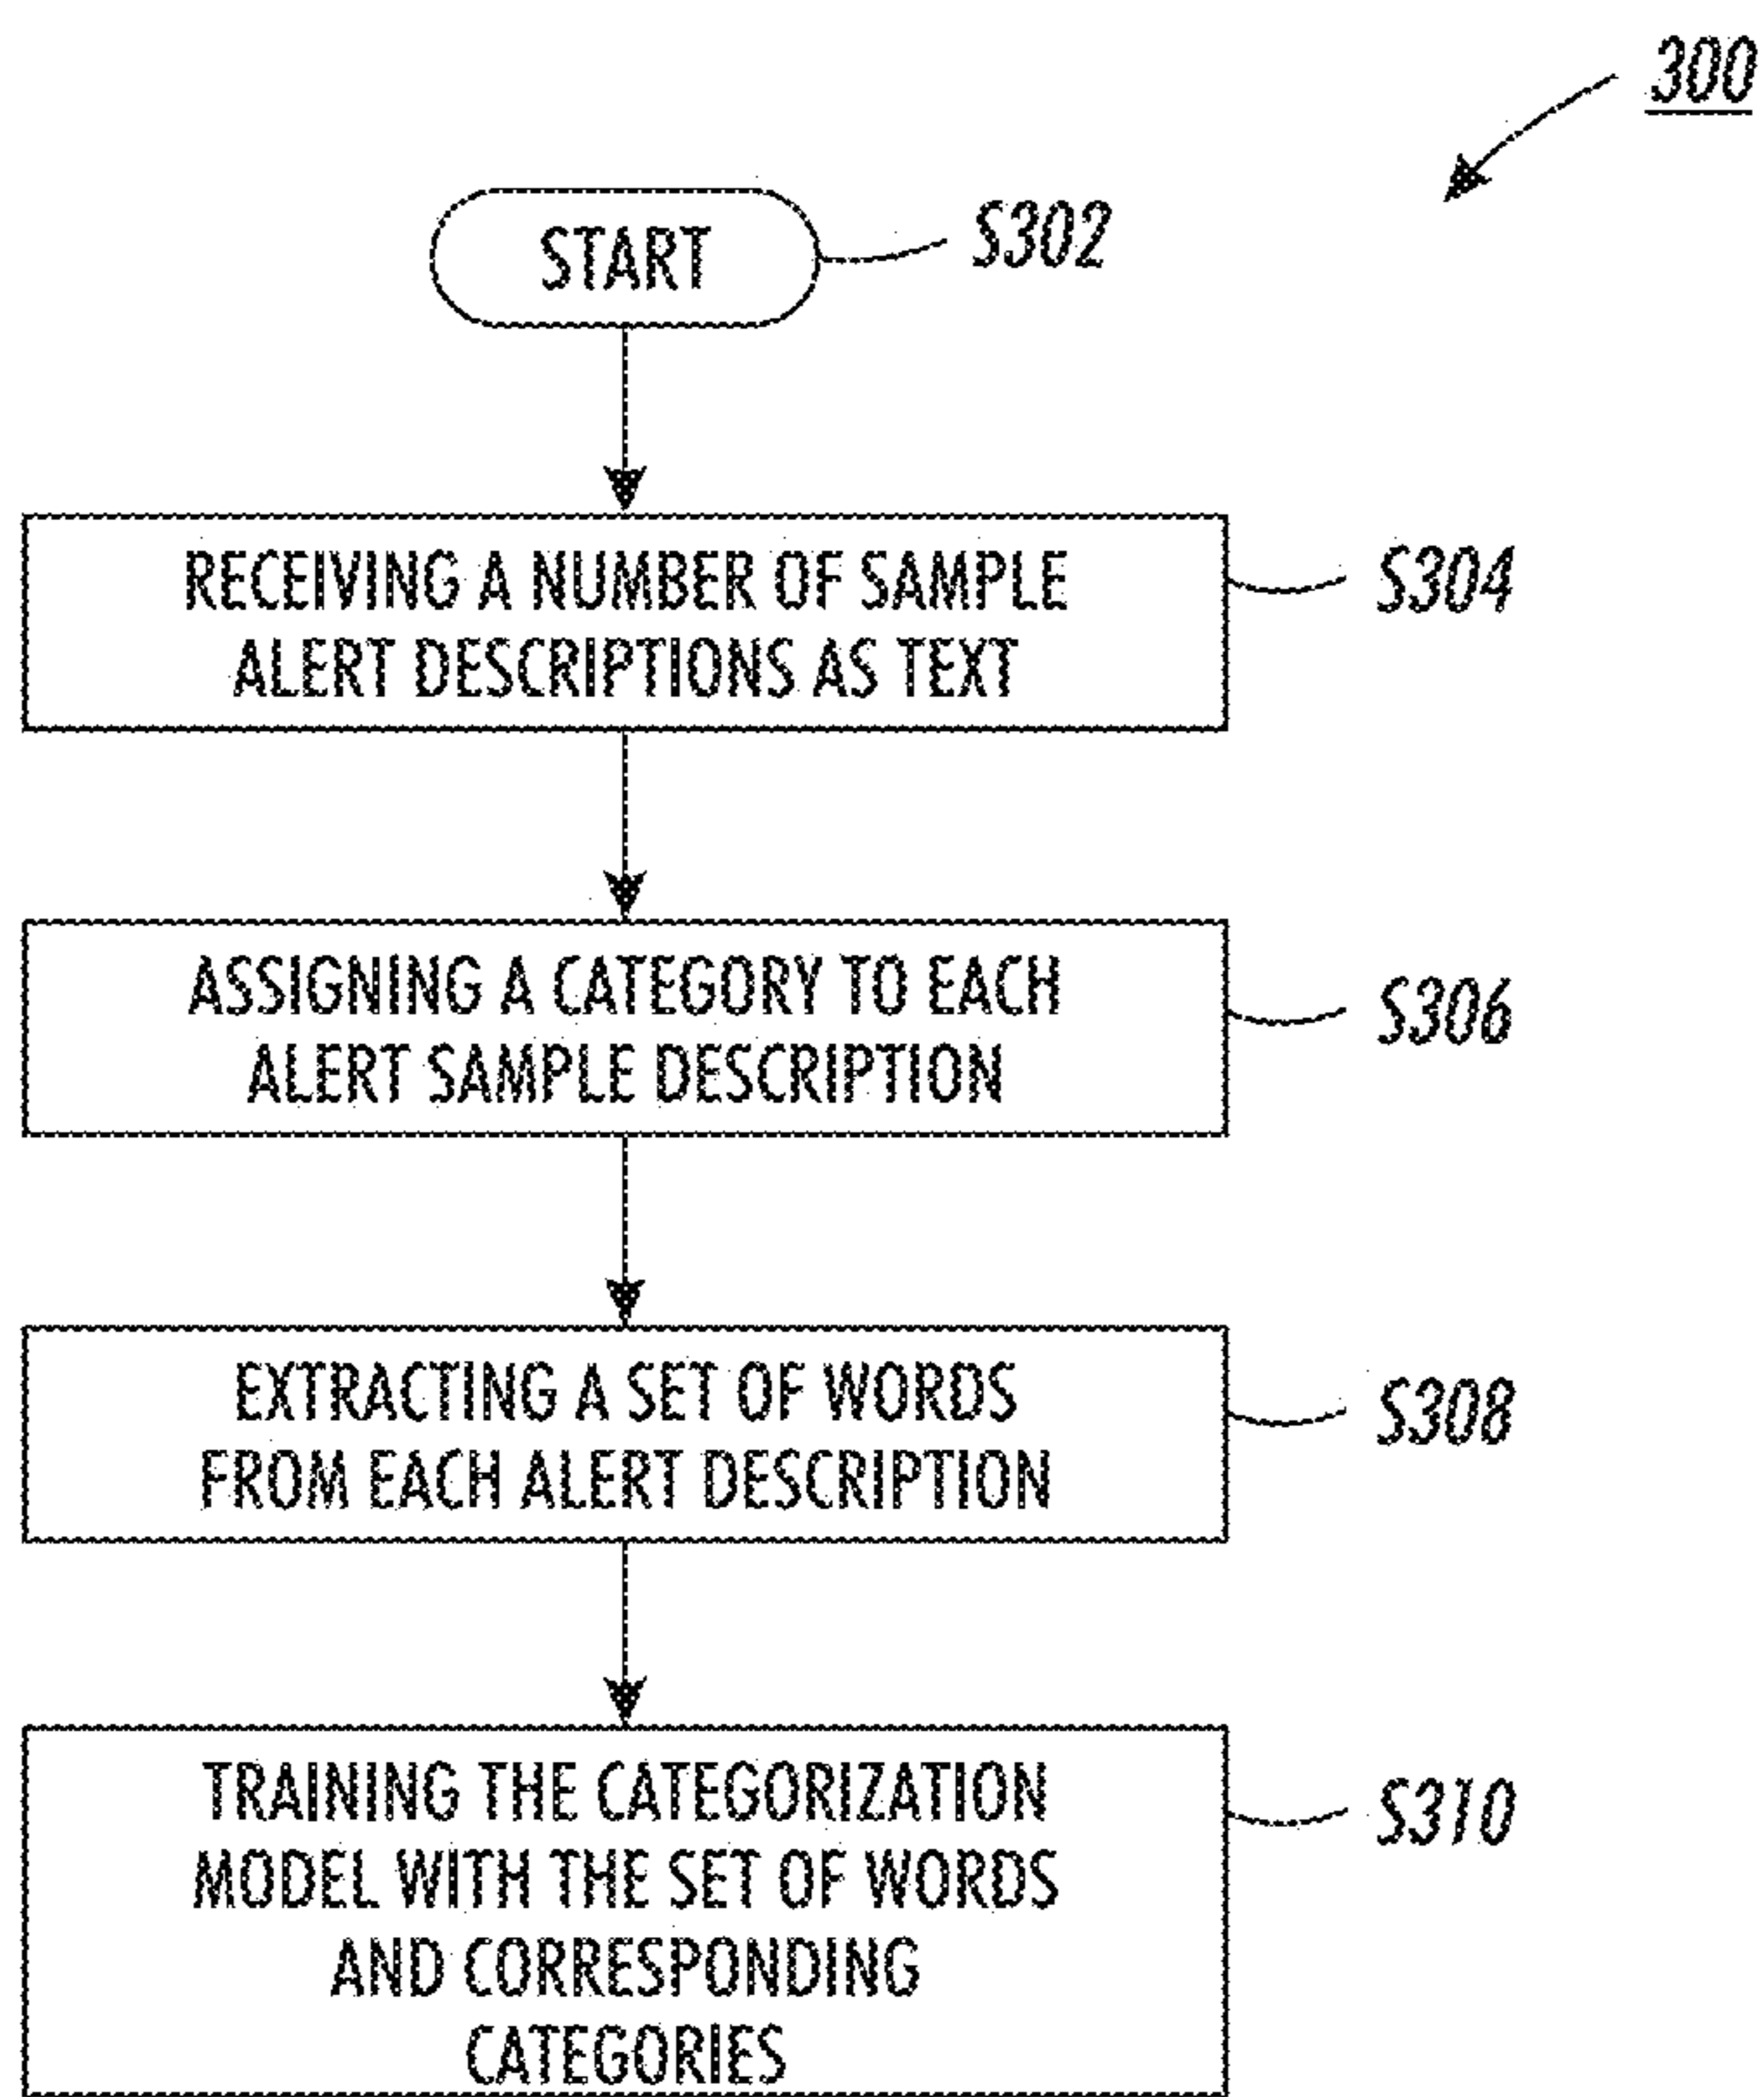 300
START
S302
RECEIVING A NUMBER OF SAMPLE
ALERT DESCRIPTIONS AS TEXT
S304
ASSIGNING A CATEGORY TO EACH
ALERT SAMPLE DESCRIPTION
S306
EXTRACTING A SET OF WORDS
FROM EACH ALERT DESCRIPTION
S308
TRAINING THE CATEGORIZATION
MODEL WITH THE SET OF WORDS
AND CORRESPONDING
CATEGORIES
S310